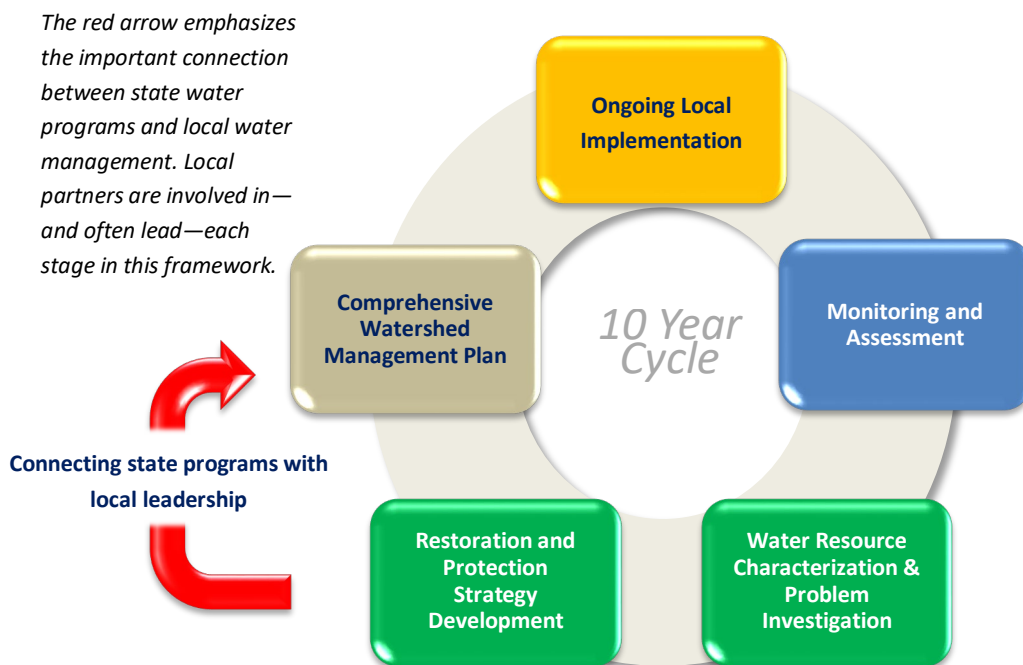 The red arrow emphasizes
the important connection
between state water
programs and local water
management. Local
partners are involved in—
and often lead—each
stage in this framework.
Ongoing Local
Implementation
Monitoring and
Assessment
Water Resource
Characterization &
Problem
Investigation
Restoration and
Protection
Strategy
Development
Comprehensive
Watershed
Management Plan
10 Year
Cycle
Connecting state programs with
local leadership